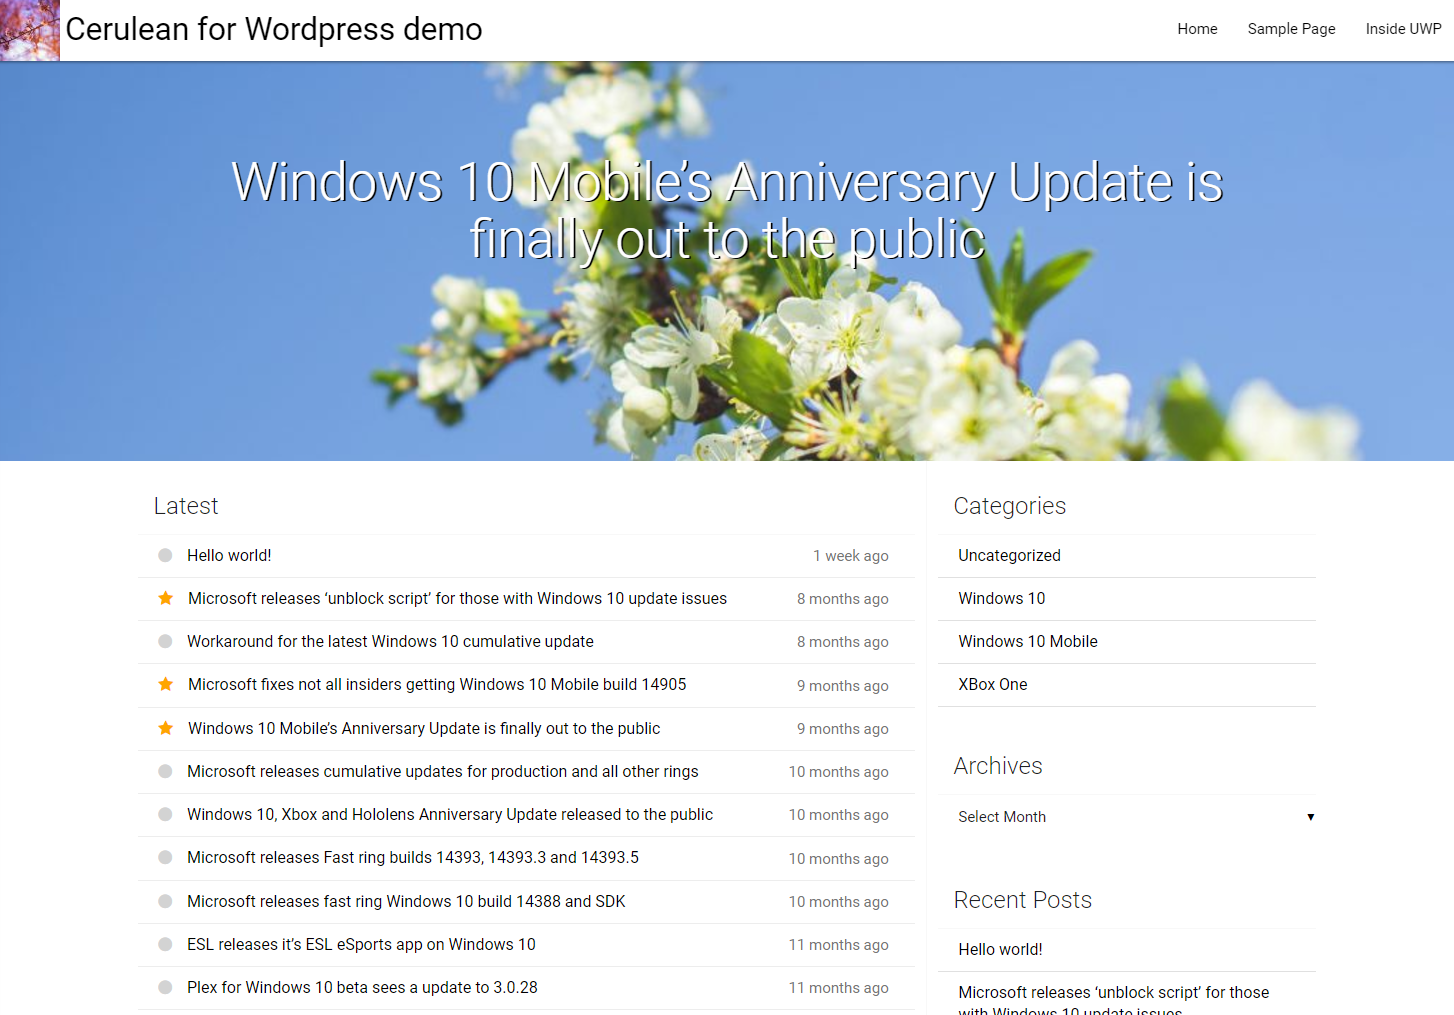 Cerulean for Wordpress demo
Home Sample Page Inside UWP
Windows 10 Mobile’s Anniversary Update is
finally out to the public
Latest
Hello world! 1 week ago
Microsoft releases ‘unblock script’ for those with Windows 10 update issues 8 months ago
Workaround for the latest Windows 10 cumulative update 8 months ago
Microsoft fixes not all insiders getting Windows 10 Mobile build 14905 9 months ago
Windows 10 Mobile’s Anniversary Update is finally out to the public 9 months ago
Microsoft releases cumulative updates for production and all other rings 10 months ago
Windows 10, Xbox and Hololens Anniversary Update released to the public 10 months ago
Microsoft releases Fast ring builds 14393, 14393.3 and 14393.5 10 months ago
Microsoft releases fast ring Windows 10 build 14388 and SDK 10 months ago
ESL releases it’s ESL eSports app on Windows 10 11 months ago
Plex for Windows 10 beta sees a update to 3.0.28 11 months ago
Categories
Uncategorized
Windows 10
Windows 10 Mobile
XBox One
Archives
Select Month
Recent Posts
Hello world!
Microsoft releases ‘unblock script’ for those
with Windows 10 update issues